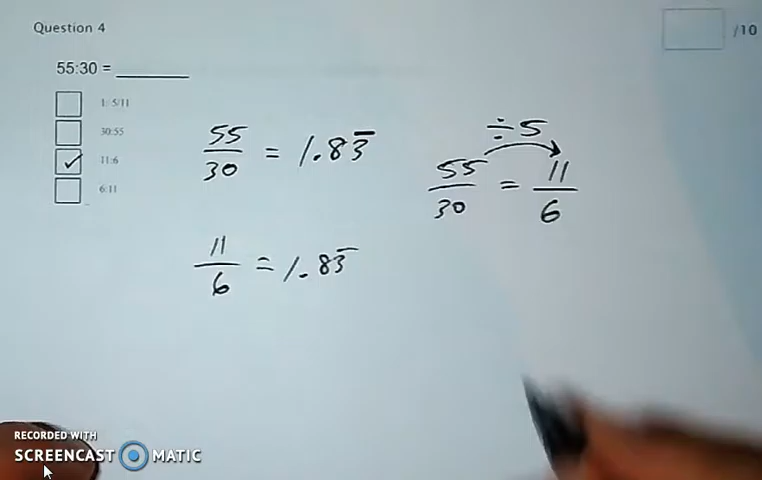 Question 4
/10
55:30 = ______
1: 5/11
30:55
✓ 11:6
6:11
55/30 = 1.83̅
11/6 = 1.83̅
÷5
55/30 = 11/6
RECORDED WITH
SCREENCAST MATIC